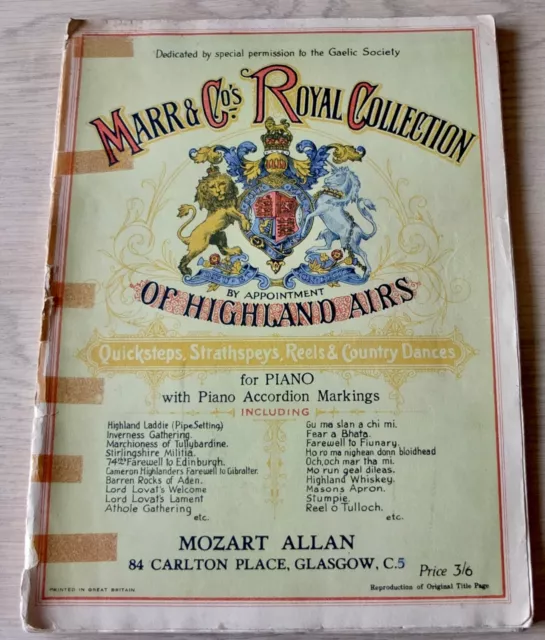 Dedicated by special permission to the Gaelic Society
MARR & Co's ROYAL COLLECTION
BY APPOINTMENT
OF HIGHLAND AIRS
Quicksteps, Strathspeys, Reels & Country Dances
for PIANO
with Piano Accordion Markings
INCLUDING
Highland Laddie (Pipe Setting)
Inverness Gathering.
Marchioness of Tullybardine.
Stirlingshire Militia.
74th Farewell to Edinburgh.
Cameron Highlanders Farewell to Gibralter.
Barren Rocks of Aden.
Lord Lovat's Welcome
Lord Lovat's Lament
Athole Gathering
etc.
Gu ma slan a chi mi.
Fear a Bhata.
Farewell to Fiunary.
Ho ro ma nighean donn bloidhead
Och, och mar tha mi.
Mo run geal dileas.
Highland Whiskey.
Masons Apron.
Stumpie.
Reel o Tulloch.
etc.
MOZART ALLAN
84 CARLTON PLACE, GLASGOW, C.5
Price 3/6
PRINTED IN GREAT BRITAIN
Reproduction of Original Title Page